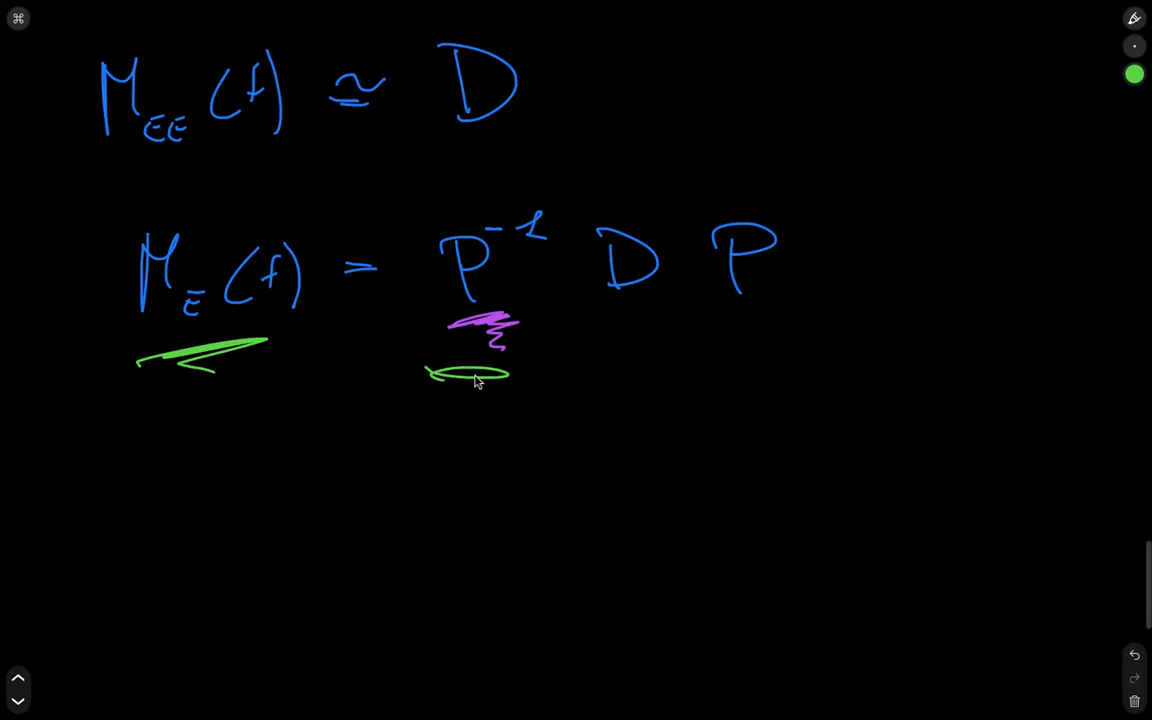 M_EE (f) ≃ D
M_E (f) = P^-1 D P